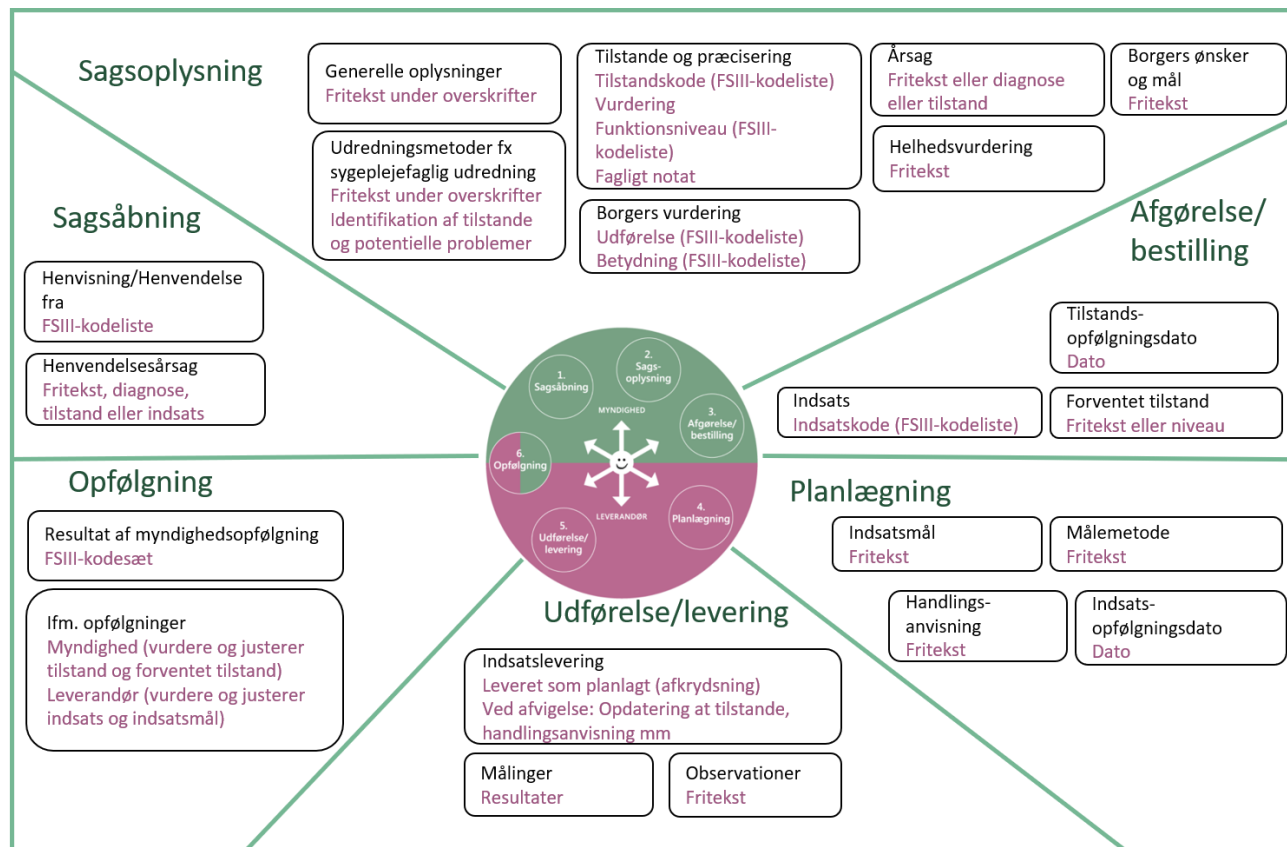 Sagsoplysning
Generelle oplysninger
Fritekst under overskrifter
Udredningsmetoder fx
sygeplejefaglig udredning
Fritekst under overskrifter
Identifikation af tilstande
og potentielle problemer
Tilstande og præcisering
Tilstandskode (FSIII-kodeliste)
Vurdering
Funktionsniveau (FSIII-
kodeliste)
Fagligt notat
Borgers vurdering
Udførelse (FSIII-kodeliste)
Betydning (FSIII-kodeliste)
Årsag
Fritekst eller diagnose
eller tilstand
Helhedsvurdering
Fritekst
Borgers ønsker
og mål
Fritekst
Sagsåbning
Henvisning/Henvendelse
fra
FSIII-kodeliste
Henvendelsesårsag
Fritekst, diagnose,
tilstand eller indsats
Afgørelse/
bestilling
Tilstands-
opfølgningsdato
Dato
Indsats
Indsatskode (FSIII-kodeliste)
Forventet tilstand
Fritekst eller niveau
1.
Sagsåbning
2.
Sags-
oplysning
MYNDIGHED
3.
Afgørelse/
bestilling
6.
Opfølgning
LEVERANDØR
4.
Planlægning
5.
Udførelse/
levering
Opfølgning
Resultat af myndighedsopfølgning
FSIII-kodesæt
Ifm. opfølgninger
Myndighed (vurdere og justerer
tilstand og forventet tilstand)
Leverandør (vurdere og justerer
indsats og indsatsmål)
Planlægning
Indsatsmål
Fritekst
Målemetode
Fritekst
Handlings-
anvisning
Fritekst
Indsats-
opfølgningsdato
Dato
Udførelse/levering
Indsatslevering
Leveret som planlagt (afkrydsning)
Ved afvigelse: Opdatering at tilstande,
handlingsanvisning mm
Målinger
Resultater
Observationer
Fritekst